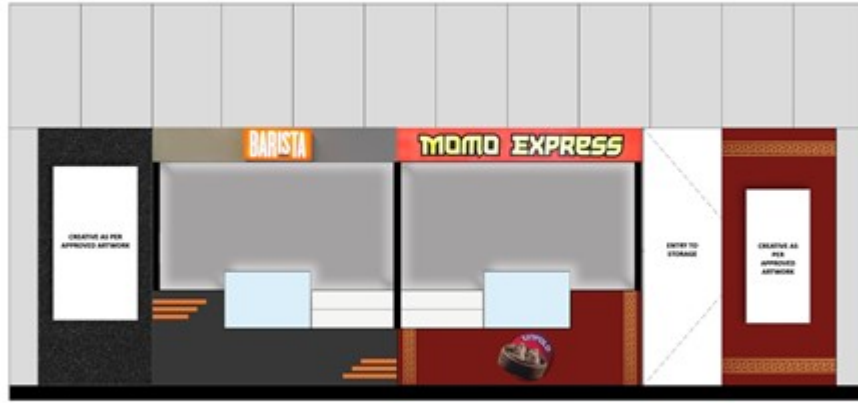 BARISTA
MOMO EXPRESS
CREATIVE AS PER
APPROVED ARTWORK
ENTRY TO
STORAGE
CREATIVE AS
PER
APPROVED
ARTWORK